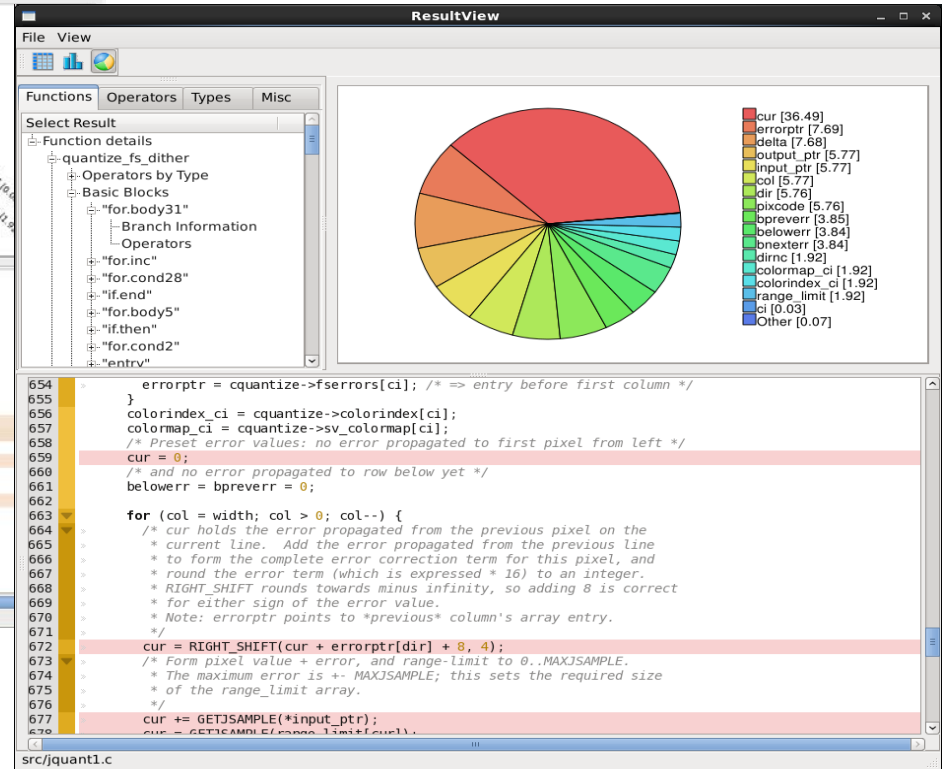 ResultView
File View
Functions Operators Types Misc
Select Result
Function details
quantize_fs_dither
Operators by Type
Basic Blocks
"for.body31"
Branch Information
Operators
"for.inc"
"for.cond28"
"if.end"
"for.body5"
"if.then"
"for.cond2"
"entry"
cur [36.49]
errorptr [7.69]
delta [7.68]
output_ptr [5.77]
input_ptr [5.77]
col [5.77]
dir [5.76]
pixcode [5.76]
bpreverr [3.85]
belowerr [3.84]
bnexterr [3.84]
dirnc [1.92]
colormap_ci [1.92]
colorindex_ci [1.92]
range_limit [1.92]
ci [0.03]
Other [0.07]
654 errorptr = cquantize->fserrors[ci]; /* => entry before first column */
655 }
656 colorindex_ci = cquantize->colorindex[ci];
657 colormap_ci = cquantize->sv_colormap[ci];
658 /* Preset error values: no error propagated to first pixel from left */
659 cur = 0;
660 /* and no error propagated to row below yet */
661 belowerr = bpreverr = 0;
662
663 for (col = width; col > 0; col--) {
664 /* cur holds the error propagated from the previous pixel on the
665 * current line. Add the error propagated from the previous line
666 * to form the complete error correction term for this pixel, and
667 * round the error term (which is expressed * 16) to an integer.
668 * RIGHT_SHIFT rounds towards minus infinity, so adding 8 is correct
669 * for either sign of the error value.
670 * Note: errorptr points to *previous* column's array entry.
671 */
672 cur = RIGHT_SHIFT(cur + errorptr[dir] + 8, 4);
673 /* Form pixel value + error, and range-limit to 0..MAXJSAMPLE.
674 * The maximum error is +- MAXJSAMPLE; this sets the required size
675 * of the range_limit array.
676 */
677 cur += GETJSAMPLE(*input_ptr);
678 cur = GETJSAMPLE(range_limit[cur]);
src/jquant1.c